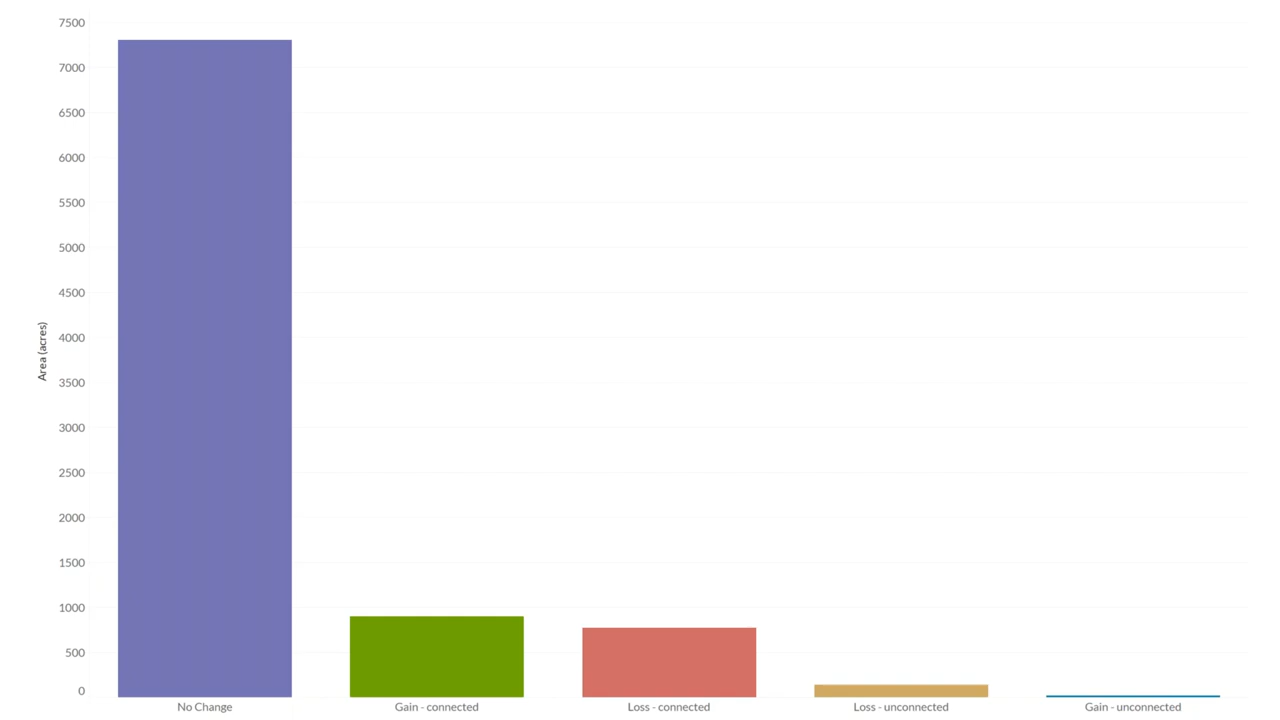 7500
7000
6500
6000
5500
5000
4500
4000
3500
3000
2500
2000
1500
1000
500
0
Area (acres)
No Change
Gain - connected
Loss - connected
Loss - unconnected
Gain - unconnected